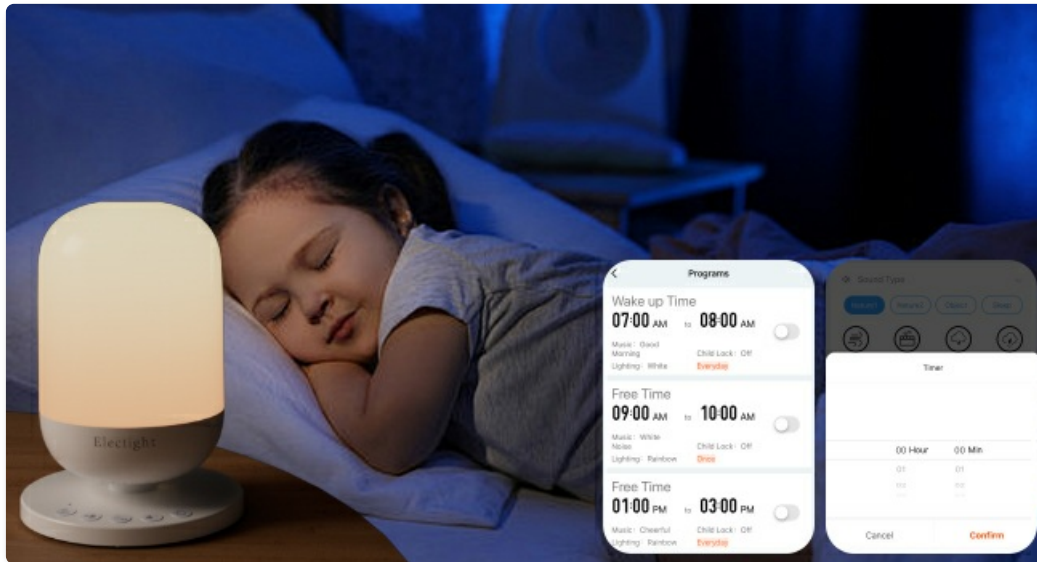 Electight
Programs
Wake up Time
07:00 AM to 08:00 AM
Music: Good
Morning
Child Lock: Off
Lighting: White
Everyday
Free Time
09:00 AM to 10:00 AM
Music: White
Noise
Child Lock: Off
Lighting: Rainbow
Once
Free Time
01:00 PM to 03:00 PM
Music: Cheerful
Child Lock: Off
Lighting: Rainbow
Everyday
Sound Type
Timer
00 Hour 00 Min
01 01
Cancel Confirm